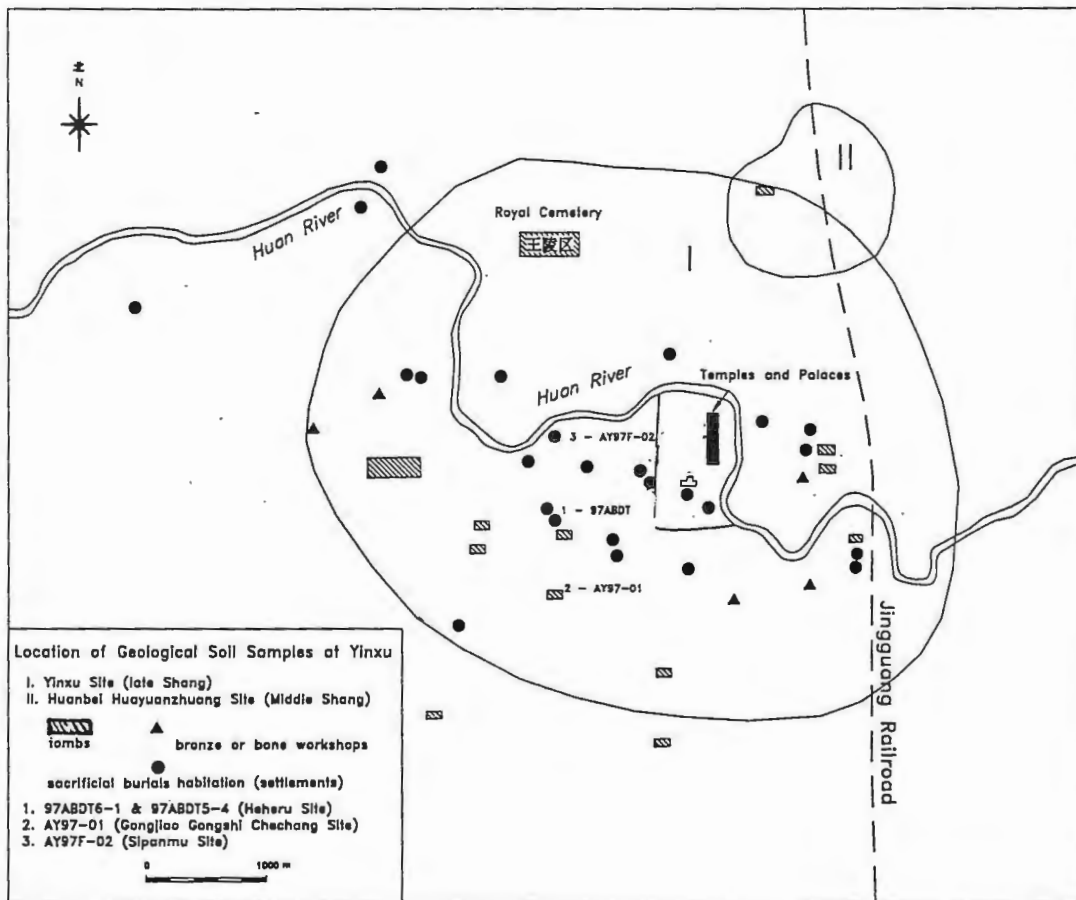 北
N
Huan River
Royal Cemetery
王陵区
I
II
Huan River
Temples and Palaces
3 - AY97F-02
1 - 97ABDT
2 - AY97-01
Jingguang Railroad
Location of Geological Soil Samples at Yinxu
I. Yinxu Site (late Shang)
II. Huanbei Huayuanzhuang Site (Middle Shang)
tombs
bronze or bone workshops
sacrificial burials habitation (settlements)
1. 97ABDT6-1 & 97ABDT5-4 (Heheru Site)
2. AY97-01 (Gongjiao Gongshi Chechang Site)
3. AY97F-02 (Sipanmu Site)
0 1000 m